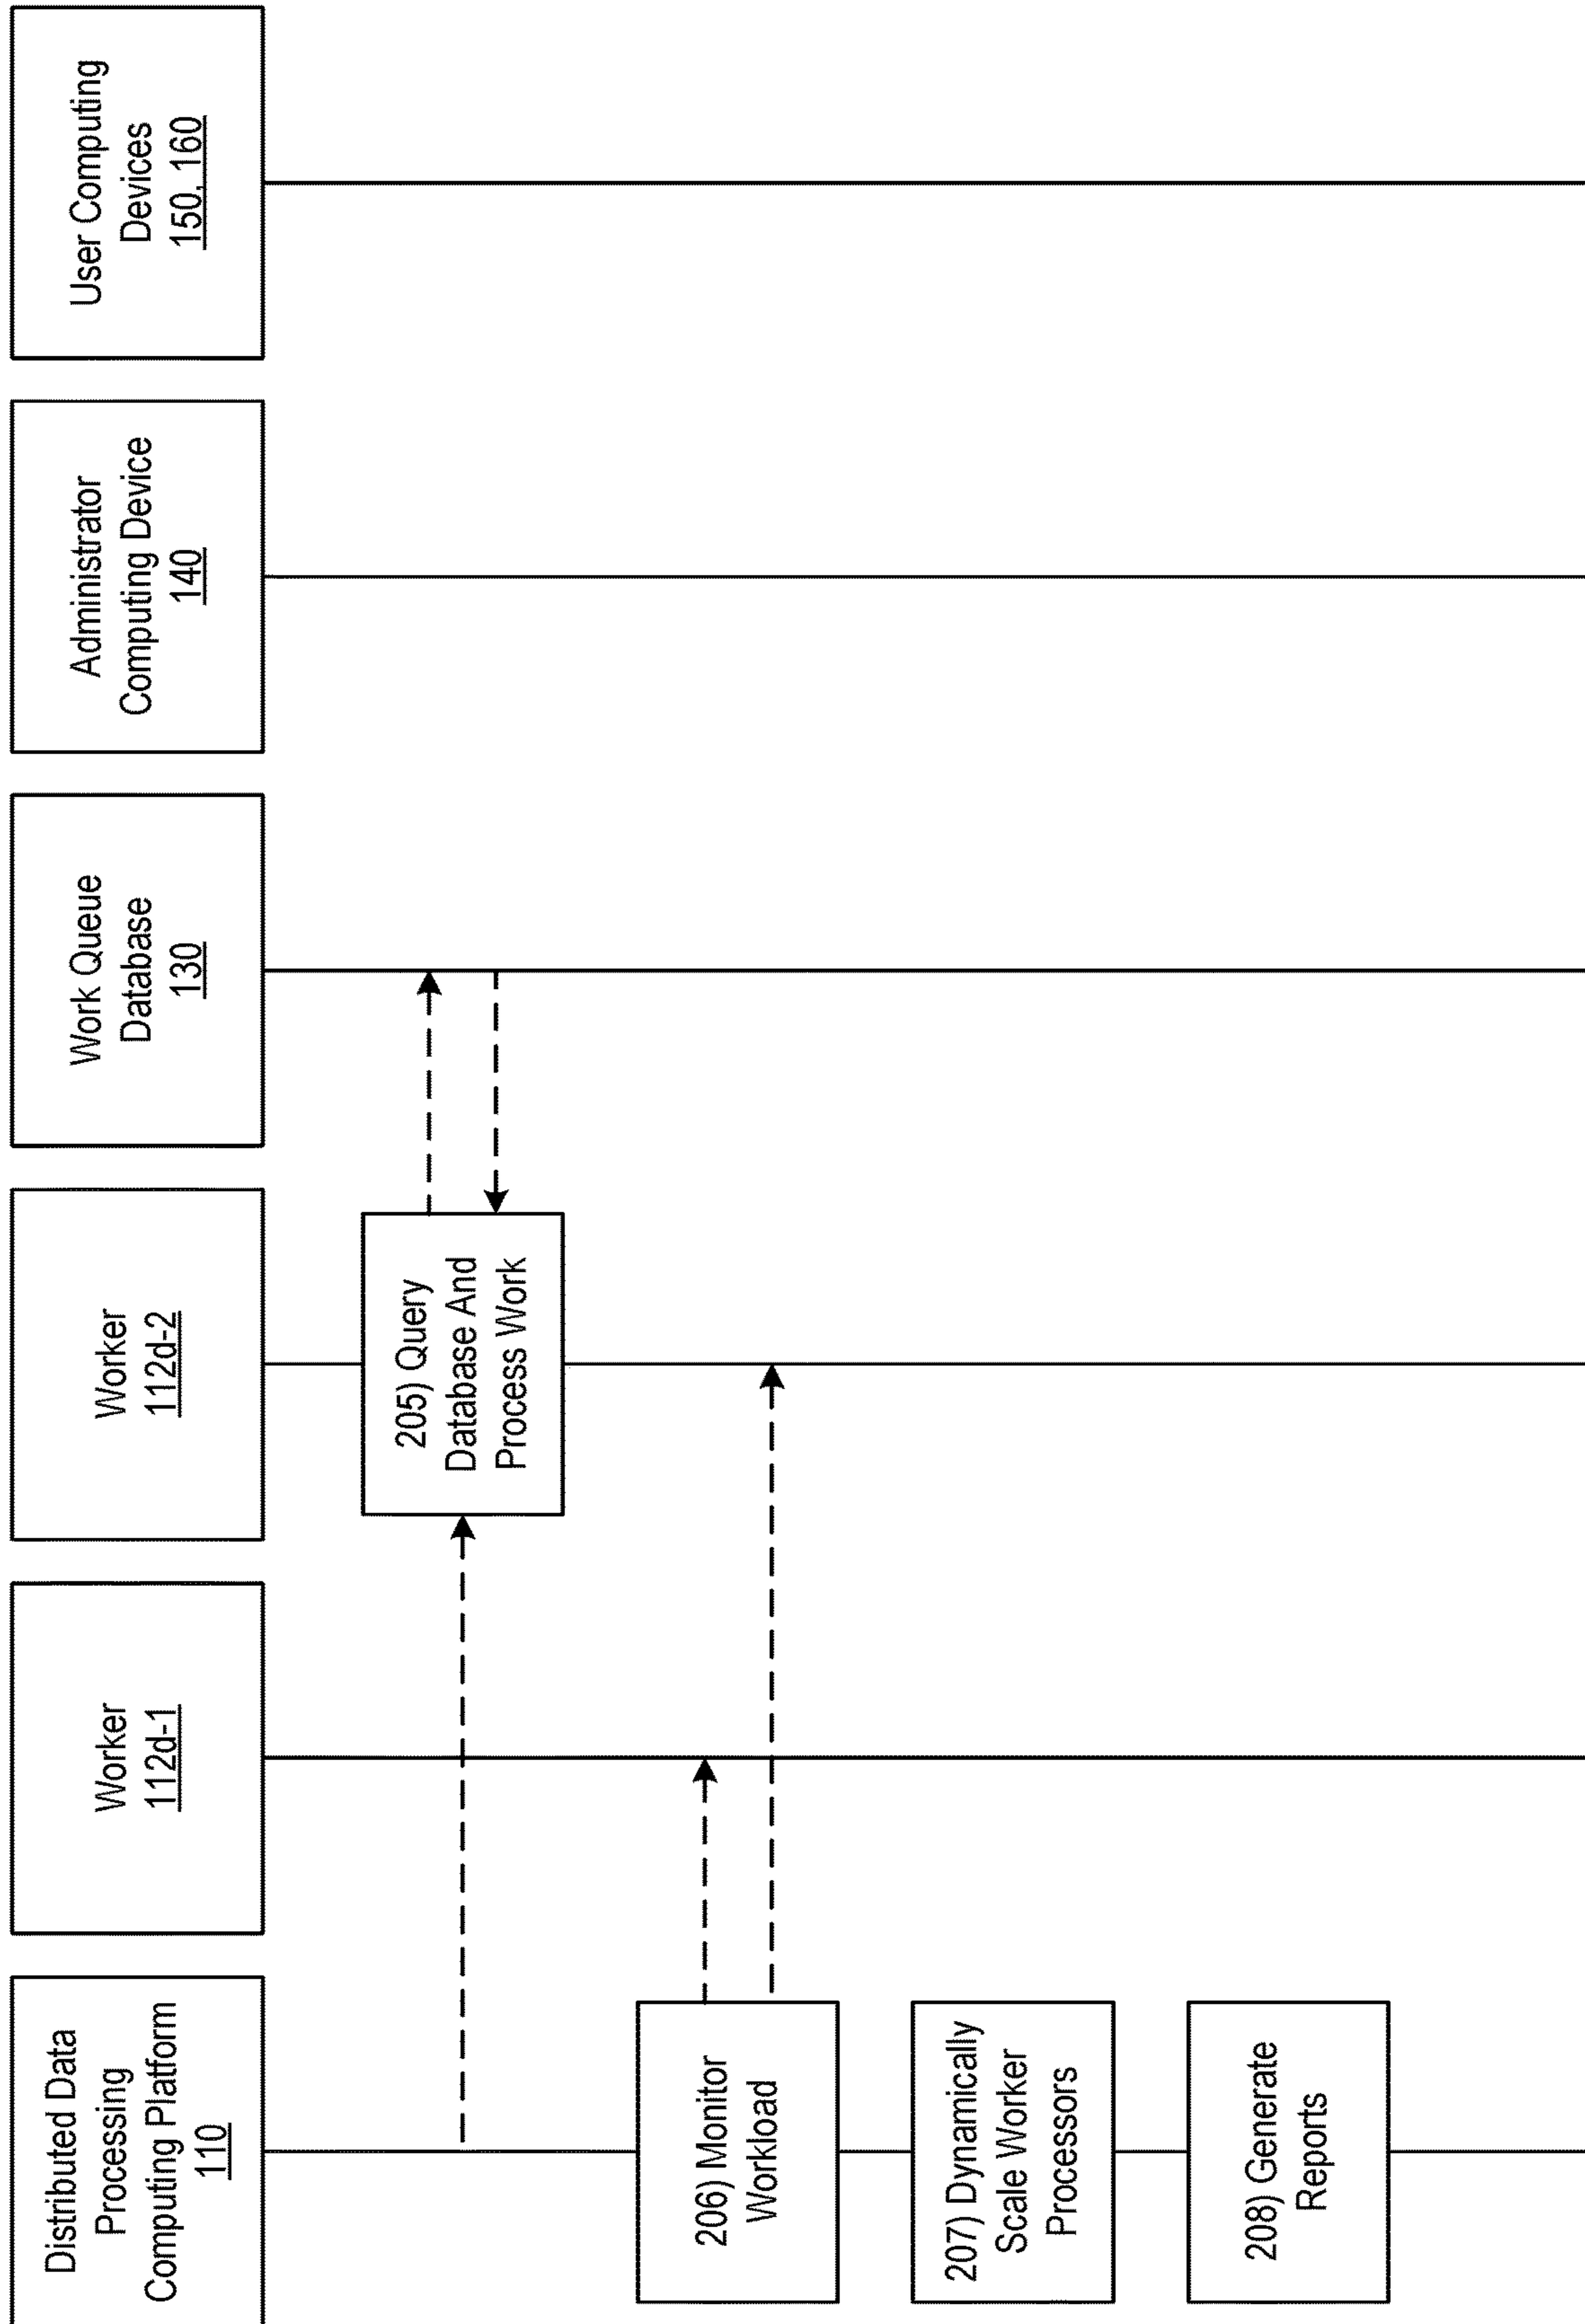 Distributed Data
Processing
Computing Platform
110
Worker
112d-1
Worker
112d-2
Work Queue
Database
130
Administrator
Computing Device
140
User Computing
Devices
150, 160
205) Query
Database And
Process Work
206) Monitor
Workload
207) Dynamically
Scale Worker
Processors
208) Generate
Reports